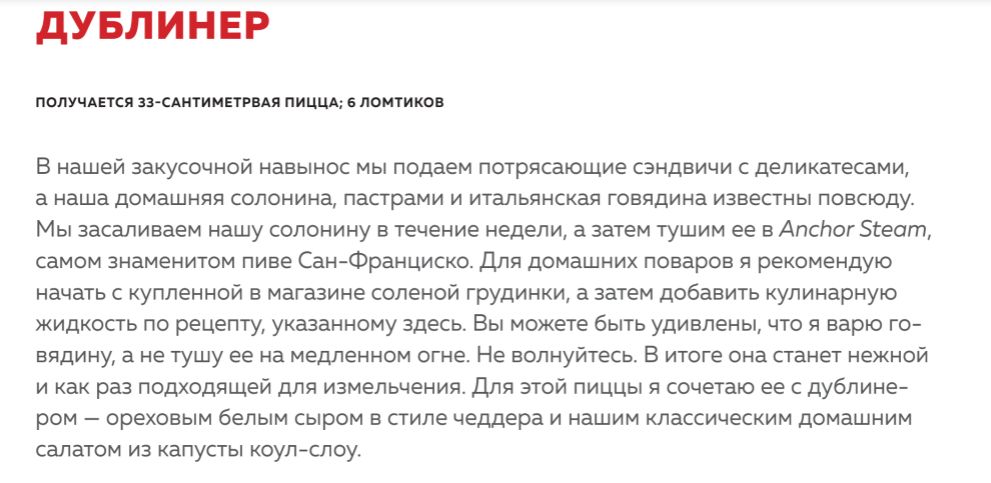 ДУБЛИНЕР
ПОЛУЧАЕТСЯ 33-САНТИМЕТРВАЯ ПИЦЦА; 6 ЛОМТИКОВ
В нашей закусочной навынос мы подаем потрясающие сэндвичи с деликатесами,
а наша домашняя солонина, пастрами и итальянская говядина известны повсюду.
Мы засаливаем нашу солонину в течение недели, а затем тушим ее в Anchor Steam,
самом знаменитом пиве Сан-Франциско. Для домашних поваров я рекомендую
начать с купленной в магазине соленой грудинки, а затем добавить кулинарную
жидкость по рецепту, указанному здесь. Вы можете быть удивлены, что я варю го-
вядину, а не тушу ее на медленном огне. Не волнуйтесь. В итоге она станет нежной
и как раз подходящей для измельчения. Для этой пиццы я сочетаю ее с дублине-
ром — ореховым белым сыром в стиле чеддера и нашим классическим домашним
салатом из капусты коул-слоу.